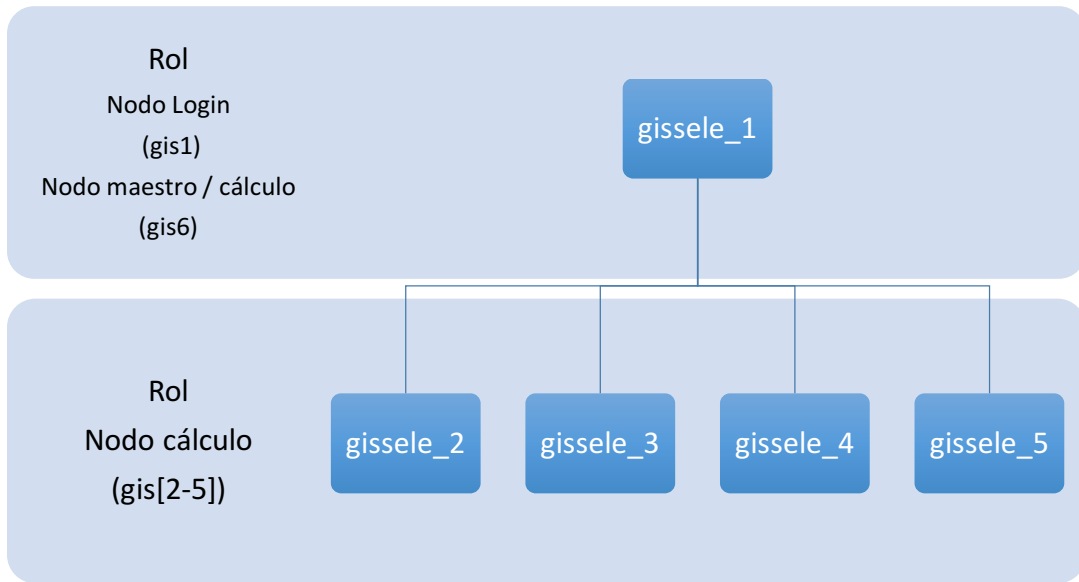 Rol
Nodo Login
(gis1)
Nodo maestro / cálculo
(gis6)
gissele_1
Rol
Nodo cálculo
(gis[2-5])
gissele_2
gissele_3
gissele_4
gissele_5